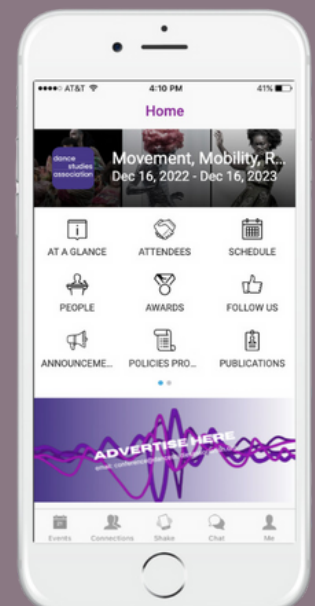 ●●●●○ AT&T 4:10 PM 41%
Home
dance
studies
association
Movement, Mobility, R...
Dec 16, 2022 - Dec 16, 2023
AT A GLANCE ATTENDEES SCHEDULE
PEOPLE AWARDS FOLLOW US
ANNOUNCEME... POLICIES PRO... PUBLICATIONS
ADVERTISE HERE
Events Connections Shake Chat Me